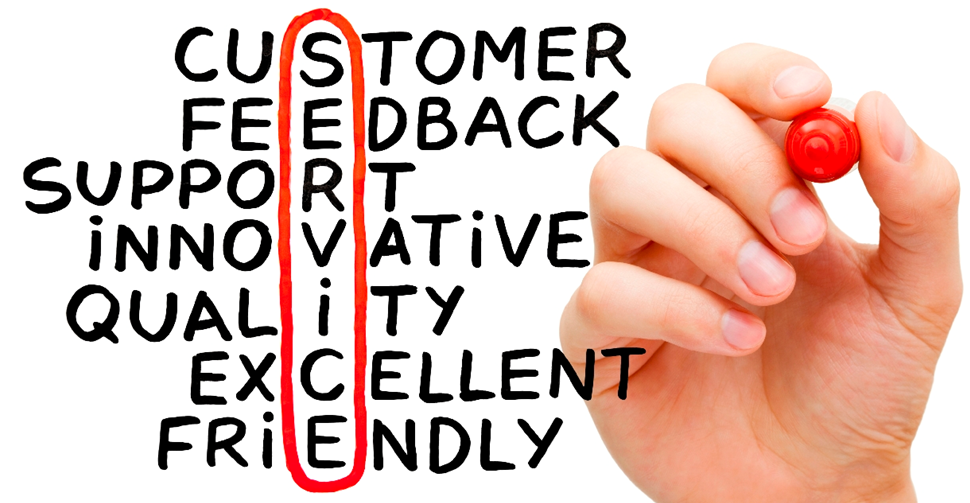 CUSTOMER
FEEDBACK
SUPPORT
iNNOVATiVE
QUALiTY
EXCELLENT
FRiENDLY